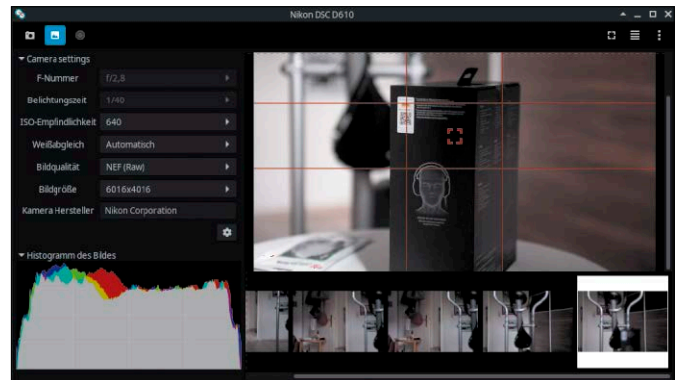 Nikon DSC D610
Camera settings
F-Nummer f/2,8
Belichtungszeit 1/40
ISO-Empfindlichkeit 640
Weißabgleich Automatisch
Bildqualität NEF (Raw)
Bildgröße 6016x4016
Kamera Hersteller Nikon Corporation
Histogramm des Bildes